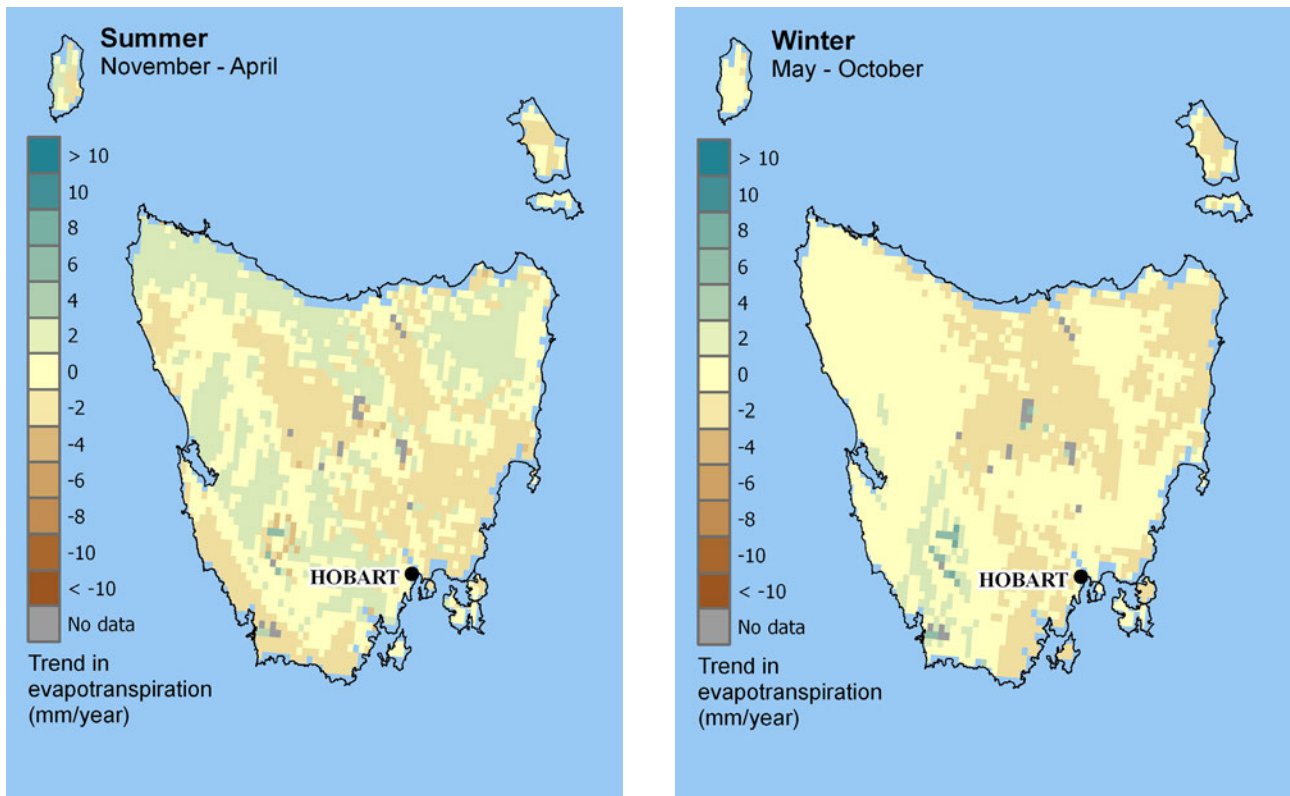 Summer
November - April
> 10
10
8
6
4
2
0
-2
-4
-6
-8
-10
< -10
No data
Trend in
evapotranspiration
(mm/year)
HOBART
Winter
May - October
> 10
10
8
6
4
2
0
-2
-4
-6
-8
-10
< -10
No data
Trend in
evapotranspiration
(mm/year)
HOBART